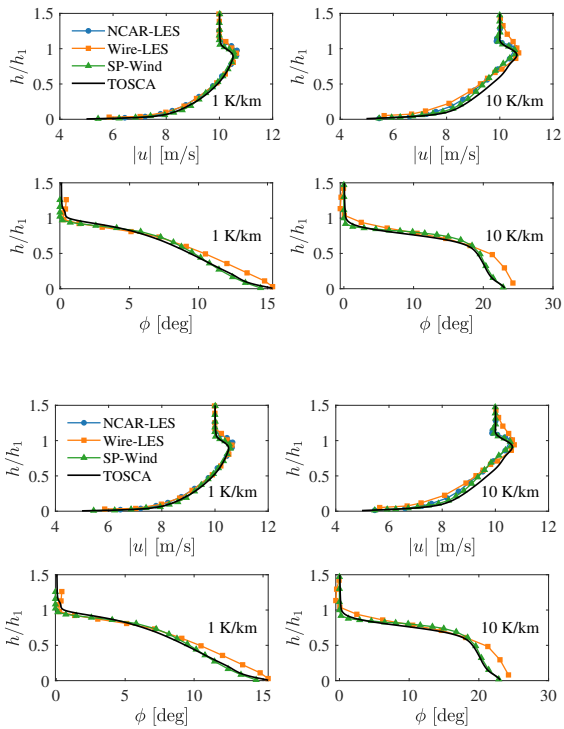 1.5
1
0.5
0
h/h₁
NCAR-LES
Wire-LES
SP-Wind
TOSCA
1 K/km
4 6 8 10 12
|u| [m/s]
1.5
1
0.5
0
h/h₁
10 K/km
4 6 8 10 12
|u| [m/s]
1.5
1
0.5
0
h/h₁
1 K/km
0 5 10 15
ϕ [deg]
1.5
1
0.5
0
h/h₁
10 K/km
0 10 20 30
ϕ [deg]
1.5
1
0.5
0
h/h₁
NCAR-LES
Wire-LES
SP-Wind
TOSCA
1 K/km
4 6 8 10 12
|u| [m/s]
1.5
1
0.5
0
h/h₁
10 K/km
4 6 8 10 12
|u| [m/s]
1.5
1
0.5
0
h/h₁
1 K/km
0 5 10 15
ϕ [deg]
1.5
1
0.5
0
h/h₁
10 K/km
0 10 20 30
ϕ [deg]